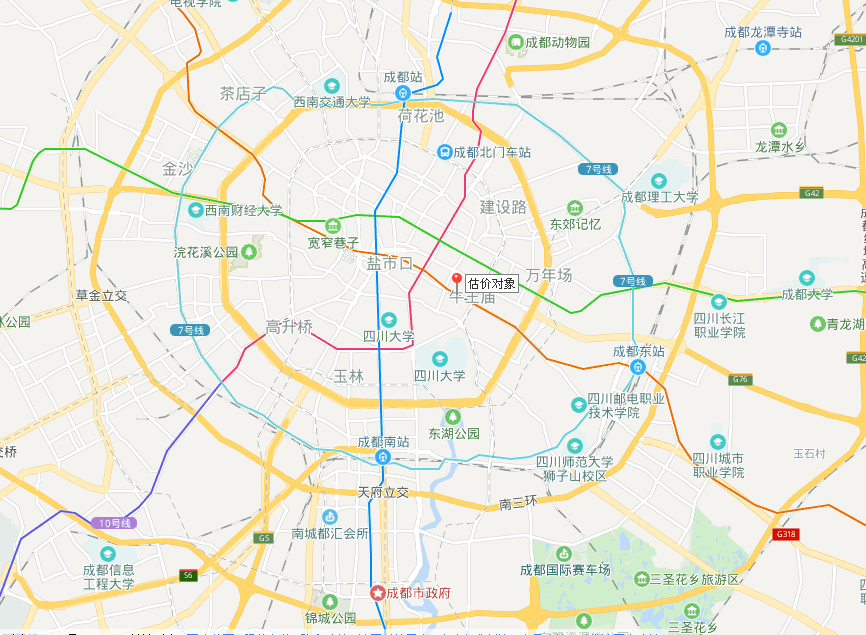 电视学院
成都龙潭寺站
G4201
成都动物园
成都站
茶店子
西南交通大学
荷花池
龙潭水乡
成都北门车站
金沙
7号线
成都理工大学
G42
西南财经大学
建设路
东郊记忆
宽窄巷子
浣花溪公园
盐市口
万年场
估价对象
牛王庙
7号线
成都大学
草金立交
四川长江
职业学院
青龙湖
林公园
7号线
高升桥
四川大学
成都东站
G42
玉林
四川大学
G76
四川邮电职业
技术学院
东湖公园
成都南站
交桥
玉石村
四川师范大学
狮子山校区
四川城市
职业学院
天府立交
南三环
10号线
南城都汇会所
G5
G318
成都信息
工程大学
S6
成都国际赛车场
三圣花乡旅游区
成都市政府
锦城公园
三圣花乡